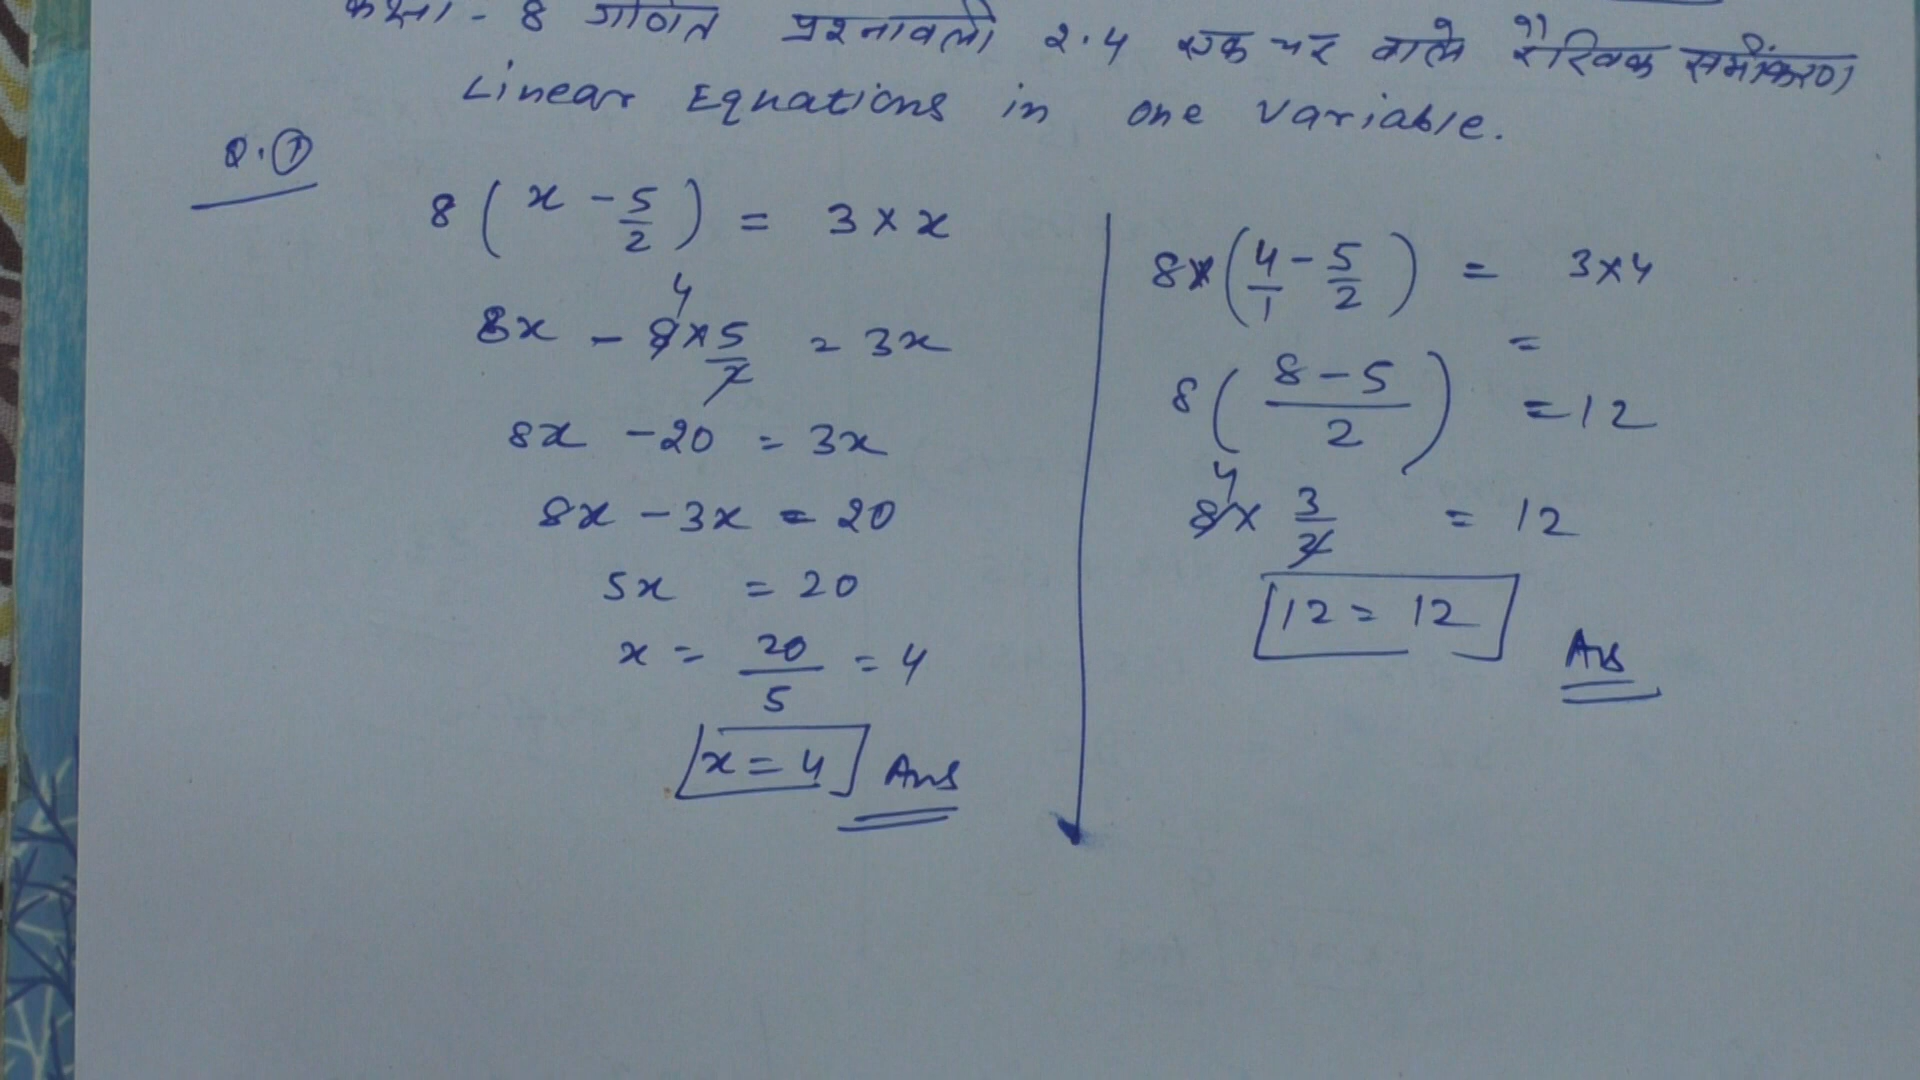 कक्षा - 8 गणित प्रश्नावली 2.4 एक चर वाले रैखिक समीकरण
Linear Equations in one variable.
Q.①
8 ( x - 5/2 ) = 3 × x
8x - 8 × 5/2 = 3x
4
8x - 20 = 3x
8x - 3x = 20
5x = 20
x = 20/5 = 4
x = 4 Ans
8 × ( 4/1 - 5/2 ) = 3 × 4
=
8 ( 8 - 5 / 2 ) = 12
4
8 × 3/2 = 12
12 = 12
Ans